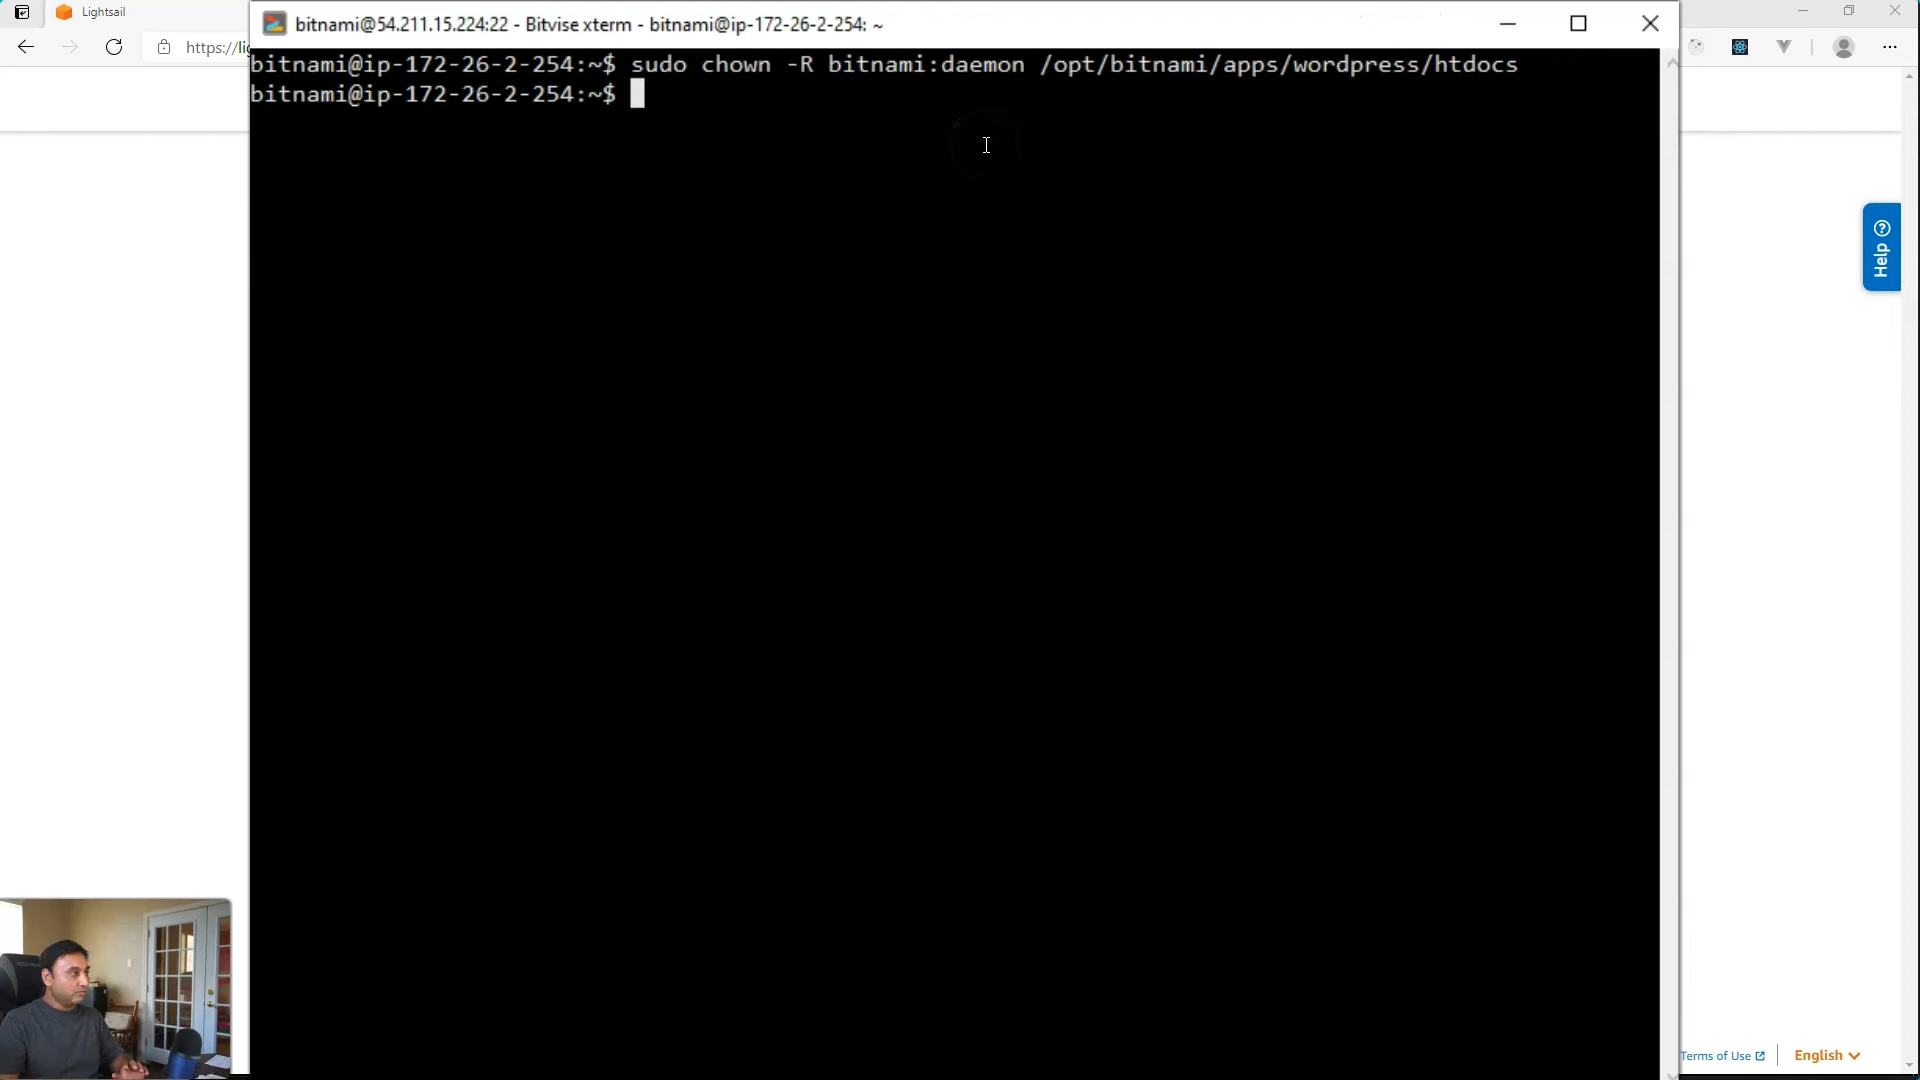 Lightsail
bitnami@54.211.15.224:22 - Bitvise xterm - bitnami@ip-172-26-2-254: ~
https://lig
bitnami@ip-172-26-2-254:~$ sudo chown -R bitnami:daemon /opt/bitnami/apps/wordpress/htdocs
bitnami@ip-172-26-2-254:~$
Help
Terms of Use
English